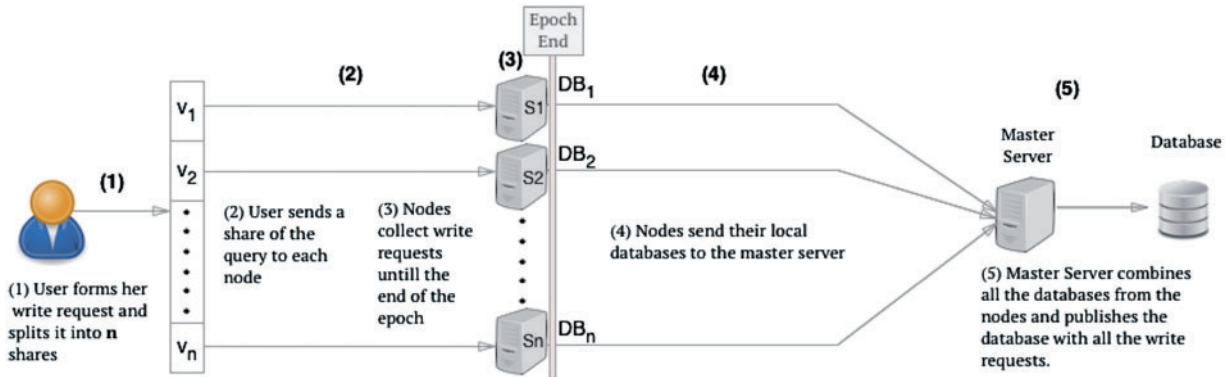 Epoch
End
(1)
(2)
(3)
(4)
(5)
v1
v2
vn
S1
S2
Sn
DB1
DB2
DBn
Master
Server
Database
(1) User forms her
write request and
splits it into n
shares
(2) User sends a
share of the
query to each
node
(3) Nodes
collect write
requests
untill the
end of the
epoch
(4) Nodes send their local
databases to the master server
(5) Master Server combines
all the databases from the
nodes and publishes the
database with all the write
requests.